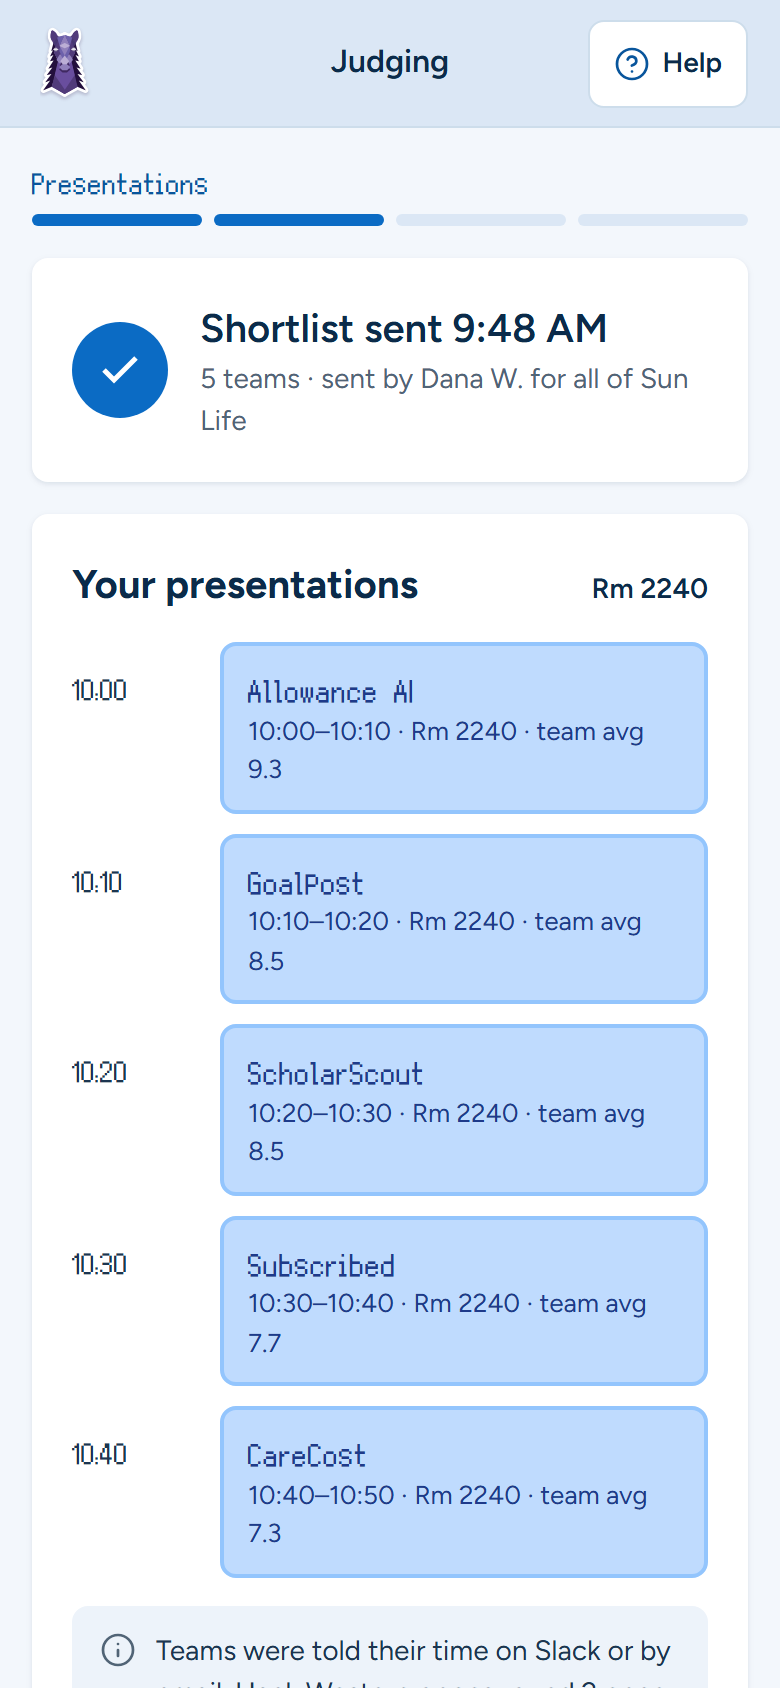 Judging
Help
Presentations
Shortlist sent 9:48 AM
5 teams · sent by Dana W. for all of Sun
Life
Your presentations
Rm 2240
10:00
Allowance AI
10:00–10:10 · Rm 2240 · team avg
9.3
10:10
GoalPost
10:10–10:20 · Rm 2240 · team avg
8.5
10:20
ScholarScout
10:20–10:30 · Rm 2240 · team avg
8.5
10:30
Subscribed
10:30–10:40 · Rm 2240 · team avg
7.7
10:40
CareCost
10:40–10:50 · Rm 2240 · team avg
7.3
Teams were told their time on Slack or by